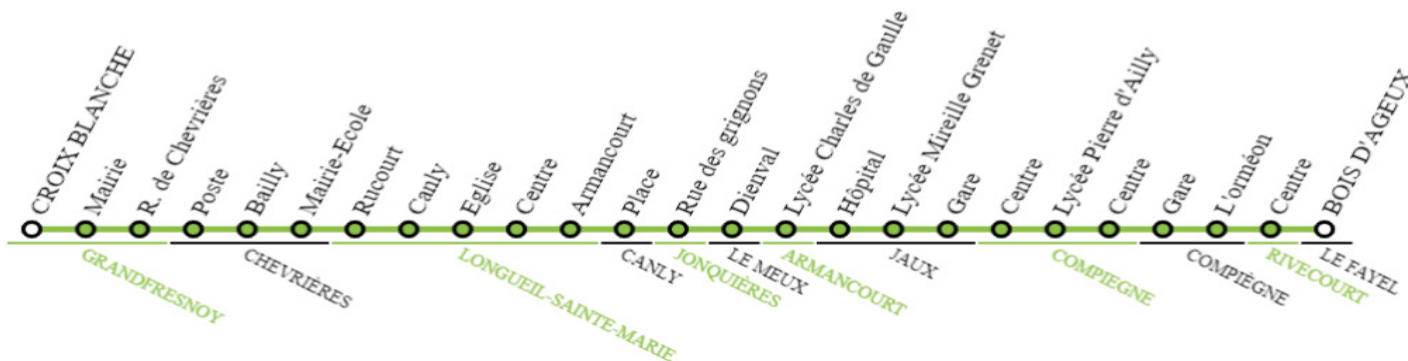 CROIX BLANCHE
Mairie
R. de Chevrières
Poste
Bailly
Mairie-Ecole
Rucourt
Canly
Eglise
Centre
Armancourt
Place
Rue des grignons
Dienval
Lycée Charles de Gaulle
Hôpital
Lycée Mireille Grenet
Gare
Centre
Lycée Pierre d'Ailly
Centre
Gare
L'orméon
Centre
BOIS D'AGEUX
GRANDFRESNOY
CHEVRIÈRES
LONGUEIL-SAINTE-MARIE
CANLY
JONQUIÈRES
LE MEUX
ARMANCOURT
JAUX
COMPIEGNE
COMPIÈGNE
RIVECOURT
LE FAYEL